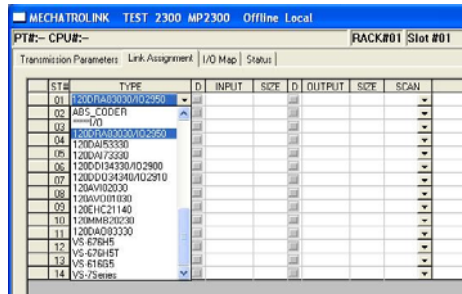 MECHATROLINK TEST 2300 MP2300 Offline Local
PT#:- CPU#:- RACK#01 Slot #01
Transmission Parameters Link Assignment I/O Map Status
ST# TYPE D INPUT SIZE D OUTPUT SIZE SCAN
01 120DRA83030/IO2950
02 ABS_CODER
03 *****I/O
04 120DRA83030/IO2950
05 120DAI53330
120DAI73330
06 120DDI34330/IO2900
07 120DDO34340/IO2910
08 120AVI02030
120AVO01030
09 120EHC21140
10 120MMB20230
11 120DAO83330
12 VS-676H5
VS-676H5T
13 VS-616G5
14 VS-7Series